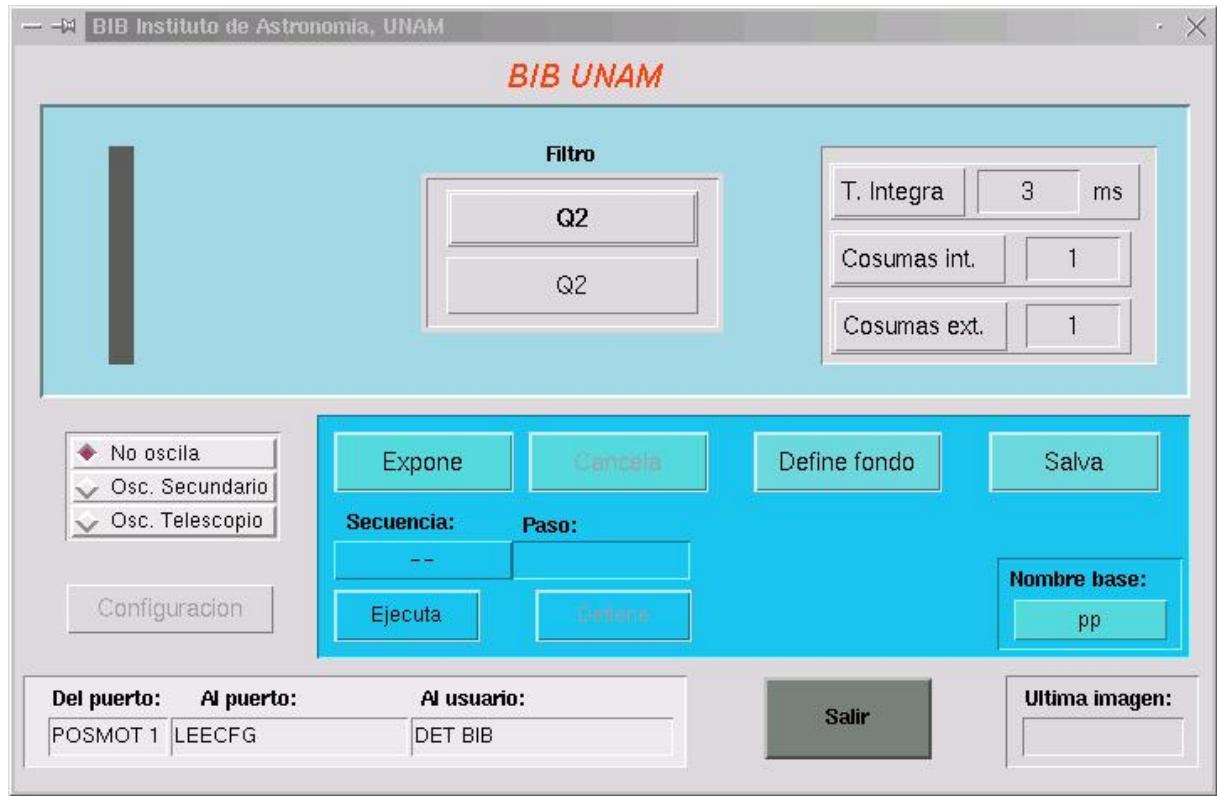 BIB Instituto de Astronomia, UNAM
BIB UNAM
Filtro
Q2
Q2
T. Integra 3 ms
Cosumas int. 1
Cosumas ext. 1
No oscila
Osc. Secundario
Osc. Telescopio
Configuracion
Expone Cancela Define fondo Salva
Secuencia: Paso:
--
Ejecuta Detiene
Nombre base:
pp
Del puerto: Al puerto: Al usuario:
POSMOT 1 LEECFG DET BIB
Salir
Ultima imagen: